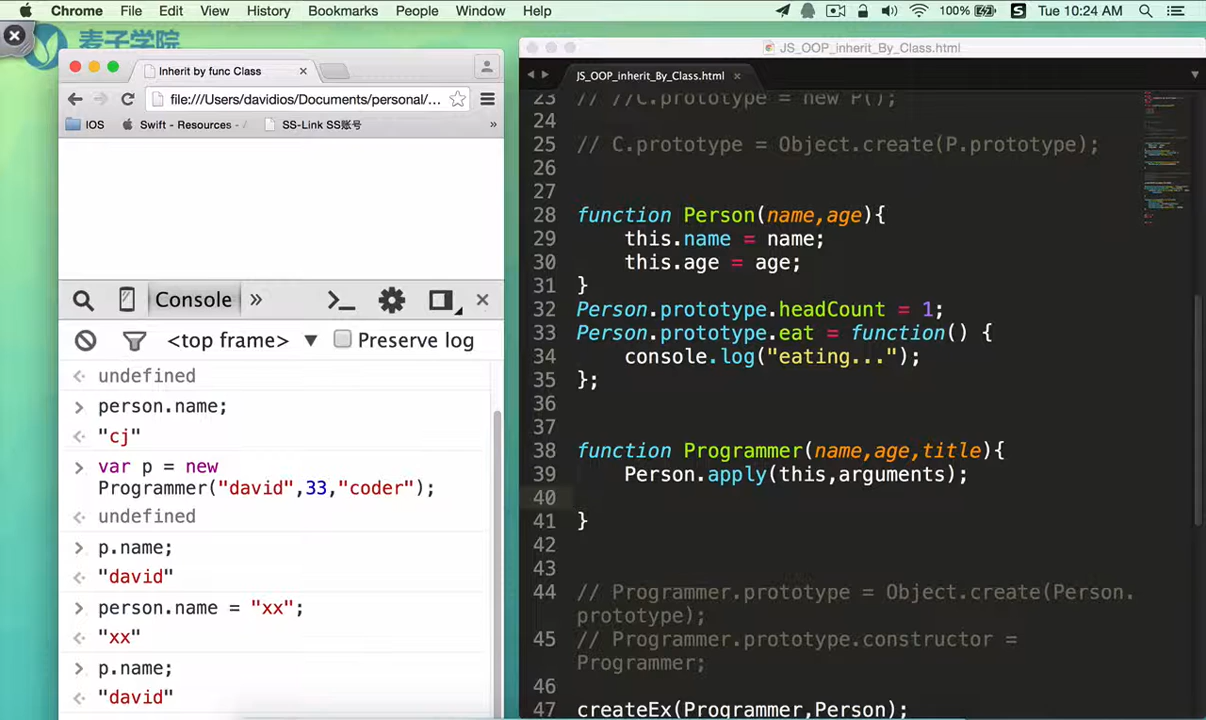 Chrome File Edit View History Bookmarks People Window Help 100% Tue 10:24 AM
麦子学院
Inherit by func Class
file:///Users/davidios/Documents/personal/...
IOS Swift - Resources - / SS-Link SS账号 »
Console »
<top frame> ▼ Preserve log
undefined
person.name;
"cj"
var p = new
Programmer("david",33,"coder");
undefined
p.name;
"david"
person.name = "xx";
"xx"
p.name;
"david"
JS_OOP_inherit_By_Class.html
JS_OOP_inherit_By_Class.html
23 // //C.prototype = new P();
24
25 // C.prototype = Object.create(P.prototype);
26
27
28 function Person(name,age){
29 this.name = name;
30 this.age = age;
31 }
32 Person.prototype.headCount = 1;
33 Person.prototype.eat = function() {
34 console.log("eating...");
35 };
36
37
38 function Programmer(name,age,title){
39 Person.apply(this,arguments);
40
41 }
42
43
44 // Programmer.prototype = Object.create(Person.
prototype);
45 // Programmer.prototype.constructor =
Programmer;
46
47 createEx(Programmer,Person);